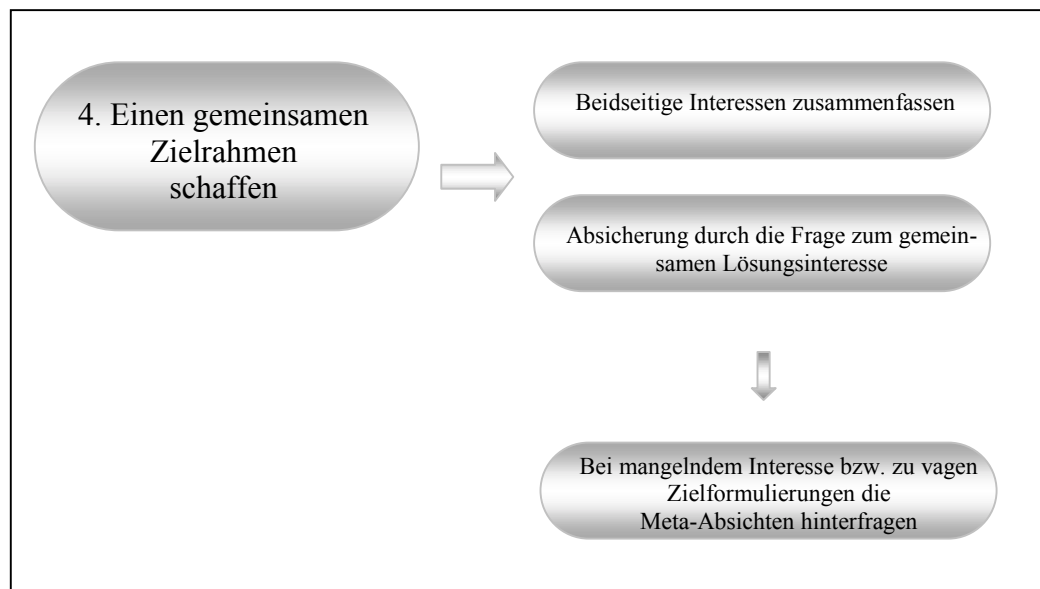 4. Einen gemeinsamen
Zielrahmen
schaffen
Beidseitige Interessen zusammenfassen
Absicherung durch die Frage zum gemein-
samen Lösungsinteresse
Bei mangelndem Interesse bzw. zu vagen
Zielformulierungen die
Meta-Absichten hinterfragen